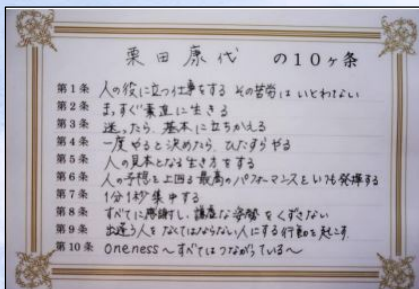 栗田康代 の10ヶ条
第1条 人の役に立つ仕事をする その苦労はいとわない
第2条 まっすぐ素直に生きる
第3条 迷ったら、基本に立ちかえる
第4条 一度やると決めたら、ひたすらやる
第5条 人の見本となる生き方をする
第6条 人の予想を上回る最高のパフォーマンスをいつも発揮する
第7条 1分1秒集中する
第8条 すべてに感謝し、謙虚な姿勢をくずさない
第9条 出逢う人をなくてはならない人にする行動を起こす
第10条 oneness～すべてはつながっている～